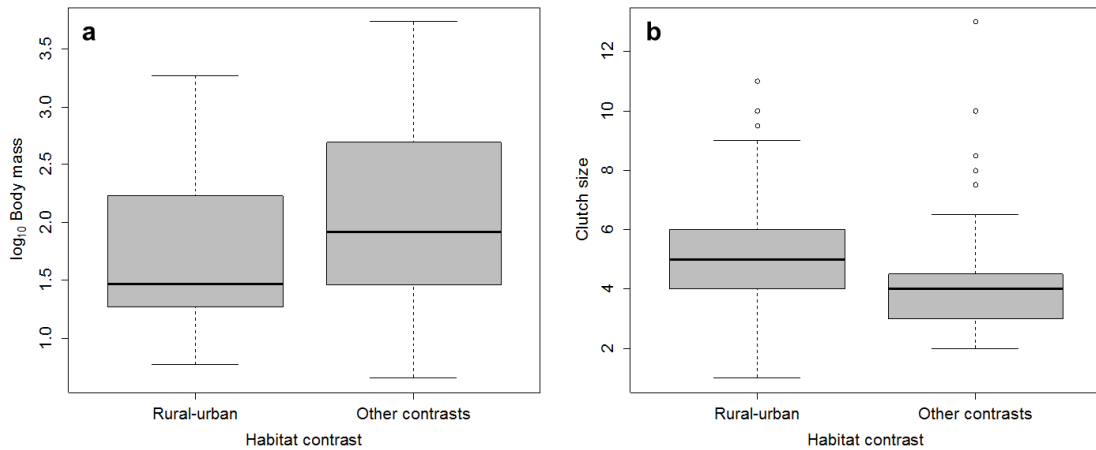 a
log10 Body mass
3.5
3.0
2.5
2.0
1.5
1.0
Rural-urban Other contrasts
Habitat contrast
b
Clutch size
12
10
8
6
4
2
Rural-urban Other contrasts
Habitat contrast